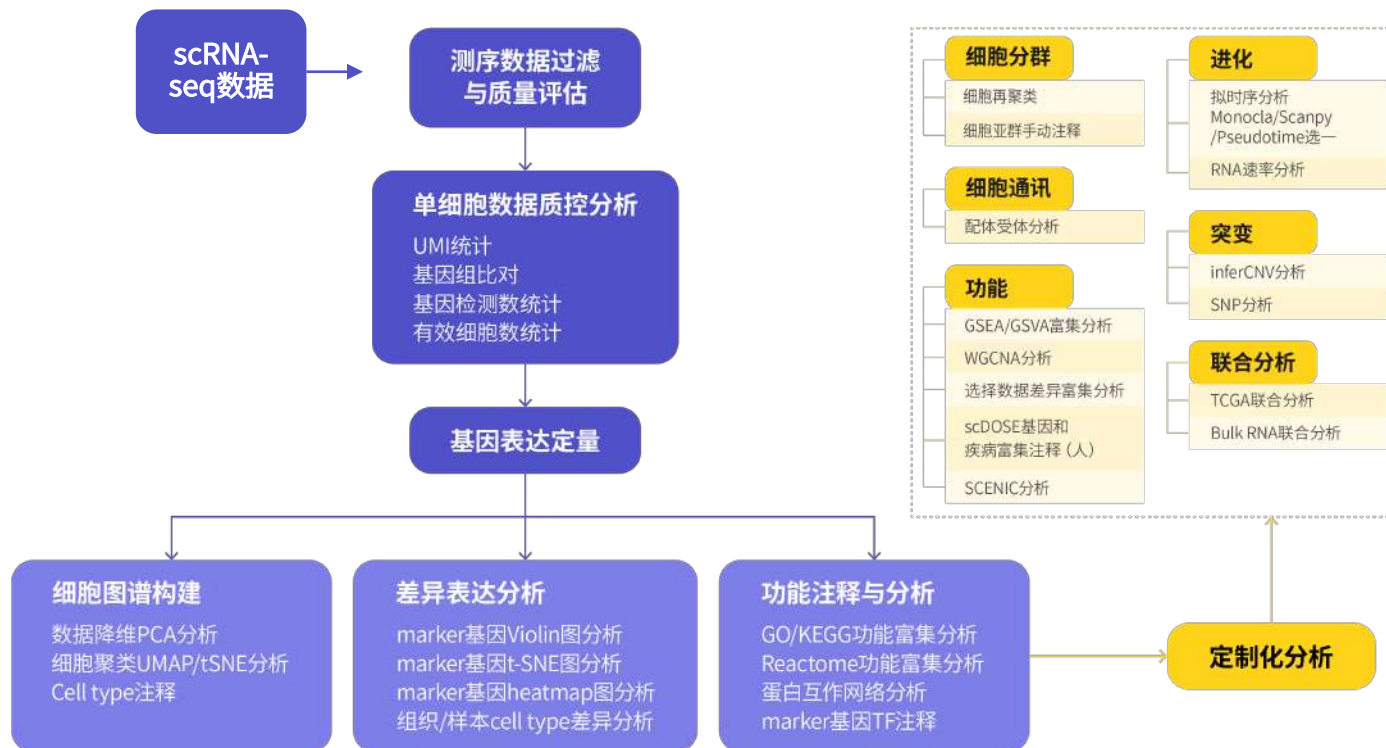 scRNA-
seq数据
测序数据过滤
与质量评估
单细胞数据质控分析
UMI统计
基因组比对
基因检测数统计
有效细胞数统计
基因表达定量
细胞图谱构建
数据降维PCA分析
细胞聚类UMAP/tSNE分析
Cell type注释
差异表达分析
marker基因Violin图分析
marker基因t-SNE图分析
marker基因heatmap图分析
组织/样本cell type差异分析
功能注释与分析
GO/KEGG功能富集分析
Reactome功能富集分析
蛋白互作网络分析
marker基因TF注释
定制化分析
细胞分群
细胞再聚类
细胞亚群手动注释
细胞通讯
配体受体分析
功能
GSEA/GSVA富集分析
WGCNA分析
选择数据差异富集分析
scDOSE基因和
疾病富集注释（人）
SCENIC分析
进化
拟时序分析
Monocla/Scanpy
/Pseudotime选一
RNA速率分析
突变
inferCNV分析
SNP分析
联合分析
TCGA联合分析
Bulk RNA联合分析